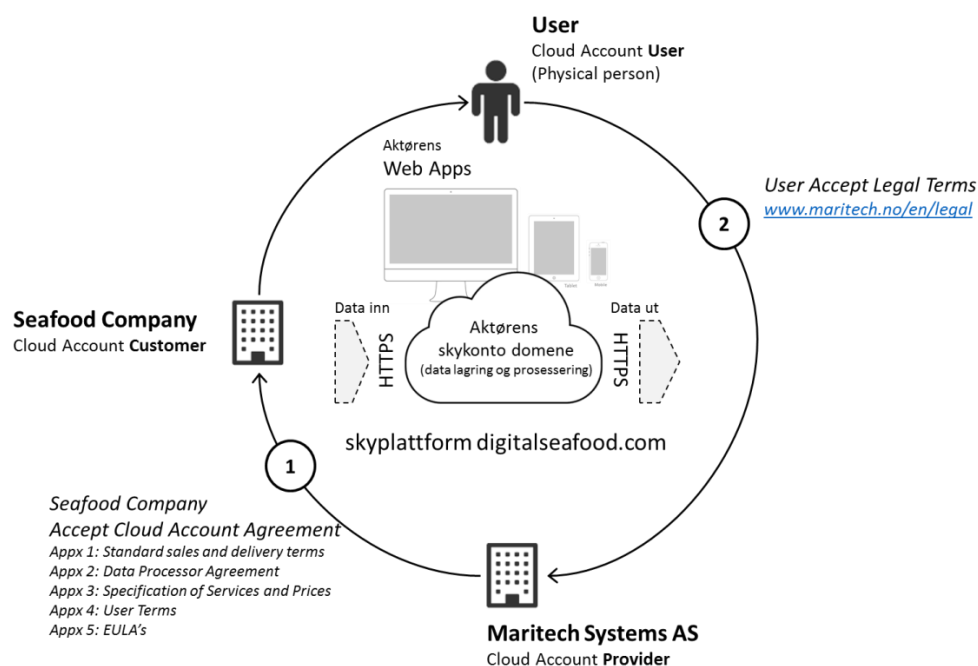 User
Cloud Account User
(Physical person)
Aktørens
Web Apps
User Accept Legal Terms
www.maritech.no/en/legal
2
Tablet
Mobile
Seafood Company
Cloud Account Customer
Data inn
HTTPS
Aktørens
skykonto domene
(data lagring og prosessering)
Data ut
HTTPS
skyplattform digitalseafood.com
1
Seafood Company
Accept Cloud Account Agreement
Appx 1: Standard sales and delivery terms
Appx 2: Data Processor Agreement
Appx 3: Specification of Services and Prices
Appx 4: User Terms
Appx 5: EULA's
Maritech Systems AS
Cloud Account Provider